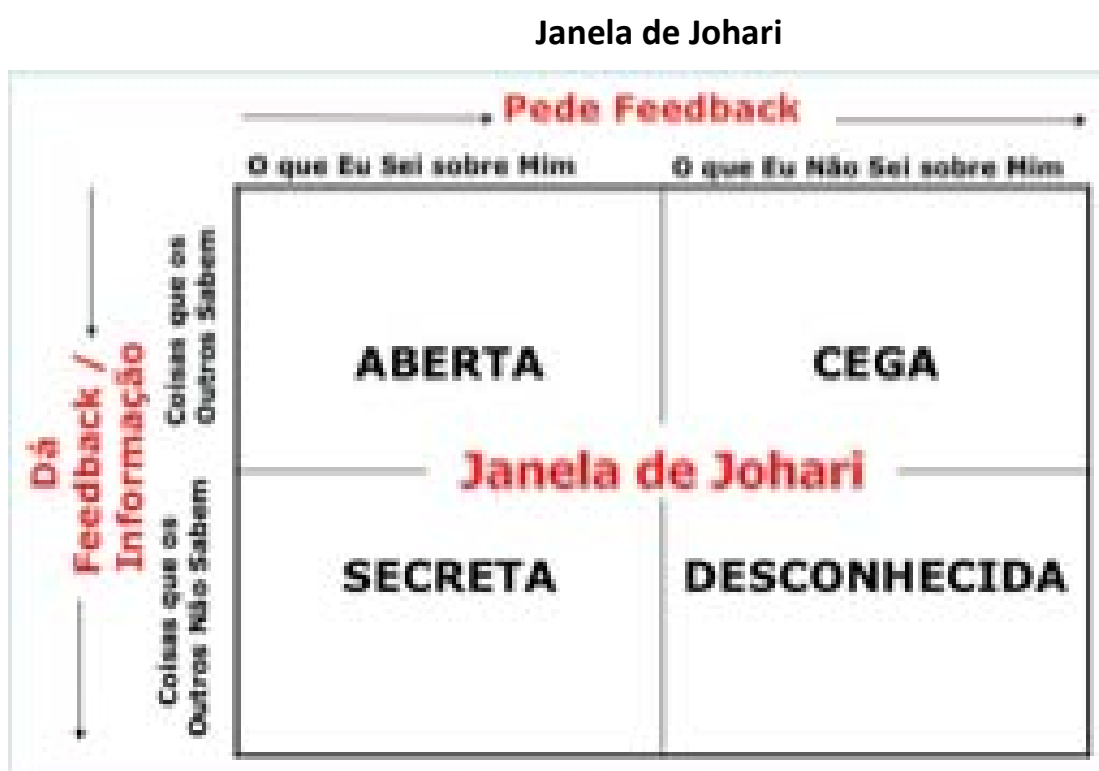 Janela de Johari
Pede Feedback
O que Eu Sei sobre Mim
O que Eu Não Sei sobre Mim
Dá
Feedback /
Informação
Coisas que os
Outros Sabem
ABERTA
CEGA
Janela de Johari
Coisas que os
Outros Não Sabem
SECRETA
DESCONHECIDA